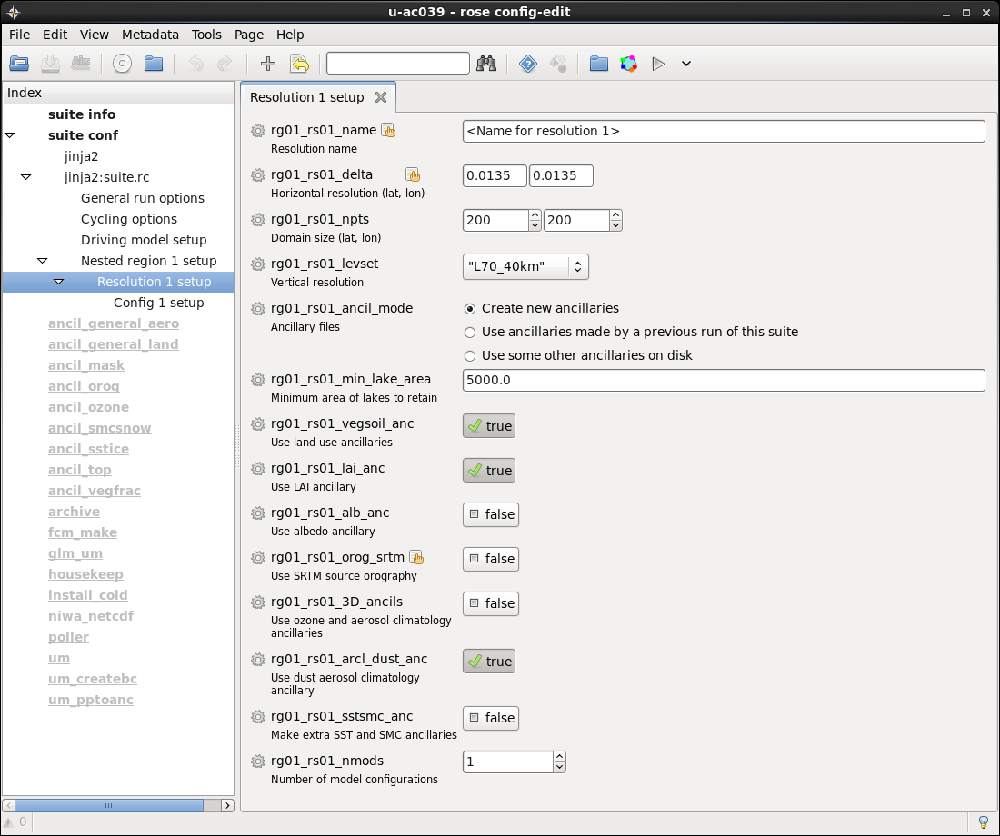 u-ac039 - rose config-edit
File Edit View Metadata Tools Page Help
Index
suite info
suite conf
jinja2
jinja2:suite.rc
General run options
Cycling options
Driving model setup
Nested region 1 setup
Resolution 1 setup
Config 1 setup
ancil_general_aero
ancil_general_land
ancil_mask
ancil_orog
ancil_ozone
ancil_smcsnow
ancil_sstice
ancil_top
ancil_vegfrac
archive
fcm_make
glm_um
housekeep
install_cold
niwa_netcdf
poller
um
um_createbc
um_pptoanc
0
Resolution 1 setup
rg01_rs01_name <Name for resolution 1>
Resolution name
rg01_rs01_delta 0.0135 0.0135
Horizontal resolution (lat, lon)
rg01_rs01_npts 200 200
Domain size (lat, lon)
rg01_rs01_levset "L70_40km"
Vertical resolution
rg01_rs01_ancil_mode Create new ancillaries
Ancillary files
Use ancillaries made by a previous run of this suite
Use some other ancillaries on disk
rg01_rs01_min_lake_area 5000.0
Minimum area of lakes to retain
rg01_rs01_vegsoil_anc true
Use land-use ancillaries
rg01_rs01_lai_anc true
Use LAI ancillary
rg01_rs01_alb_anc false
Use albedo ancillary
rg01_rs01_orog_srtm false
Use SRTM source orography
rg01_rs01_3D_ancils false
Use ozone and aerosol climatology
ancillaries
rg01_rs01_arcl_dust_anc true
Use dust aerosol climatology
ancillary
rg01_rs01_sstsmc_anc false
Make extra SST and SMC ancillaries
rg01_rs01_nmods 1
Number of model configurations